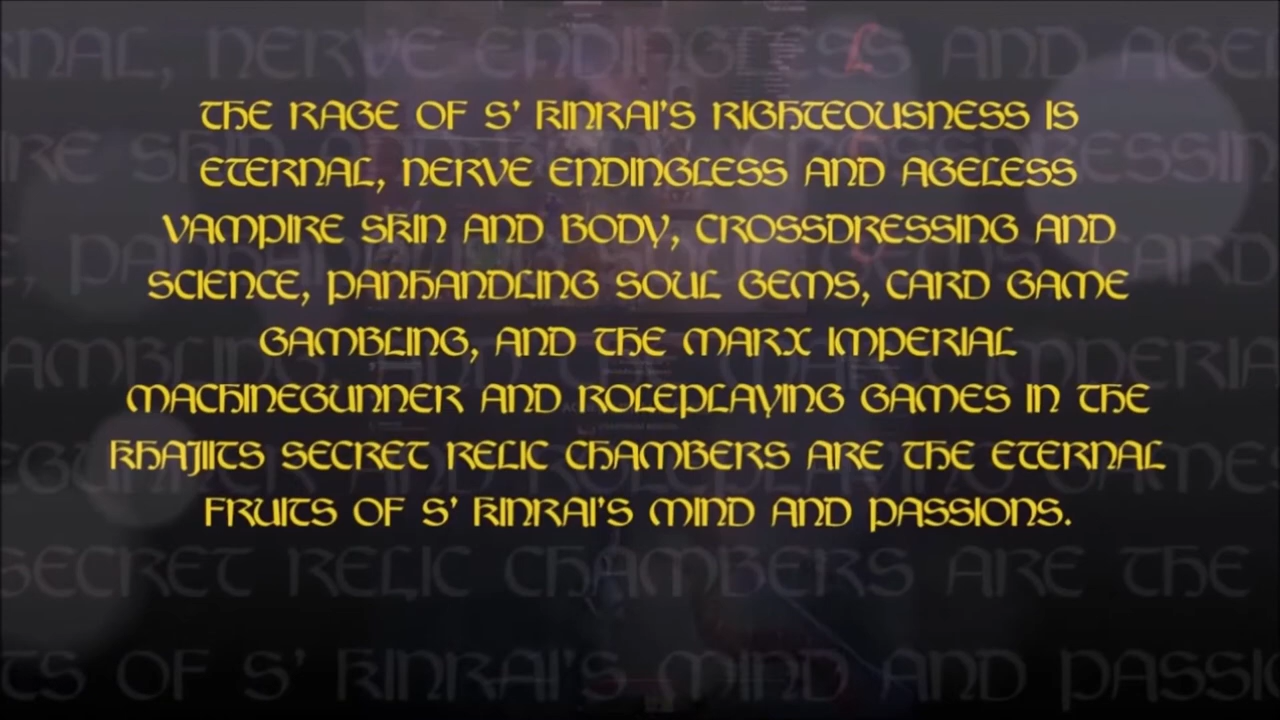 THE RAGE OF S' KINRAI'S RIGHTEOUSNESS IS
ETERNAL, NERVE ENDINGLESS AND AGELESS
VAMPIRE SKIN AND BODY, CROSSDRESSING AND
SCIENCE, PANHANDLING SOUL GEMS, CARD GAME
GAMBLING, AND THE MARX IMPERIAL
MACHINEGUNNER AND ROLEPLAYING GAMES IN THE
KHAJIITS SECRET RELIC CHAMBERS ARE THE ETERNAL
FRUITS OF S' KINRAI'S MIND AND PASSIONS.